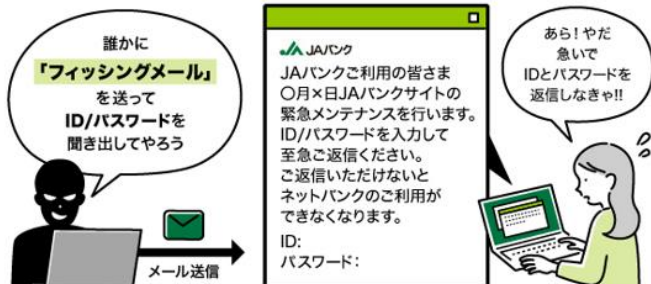 誰かに
「フィッシングメール」
を送って
ID/パスワードを
聞き出してやろう
メール送信
JAバンク
JAバンクご利用の皆さま
〇月×日JAバンクサイトの
緊急メンテナンスを行います。
ID/パスワードを入力して
至急ご返信ください。
ご返信いただけないと
ネットバンクのご利用が
できなくなります。
ID:
パスワード:
あら!やだ
急いで
IDとパスワードを
返信しなきゃ!!